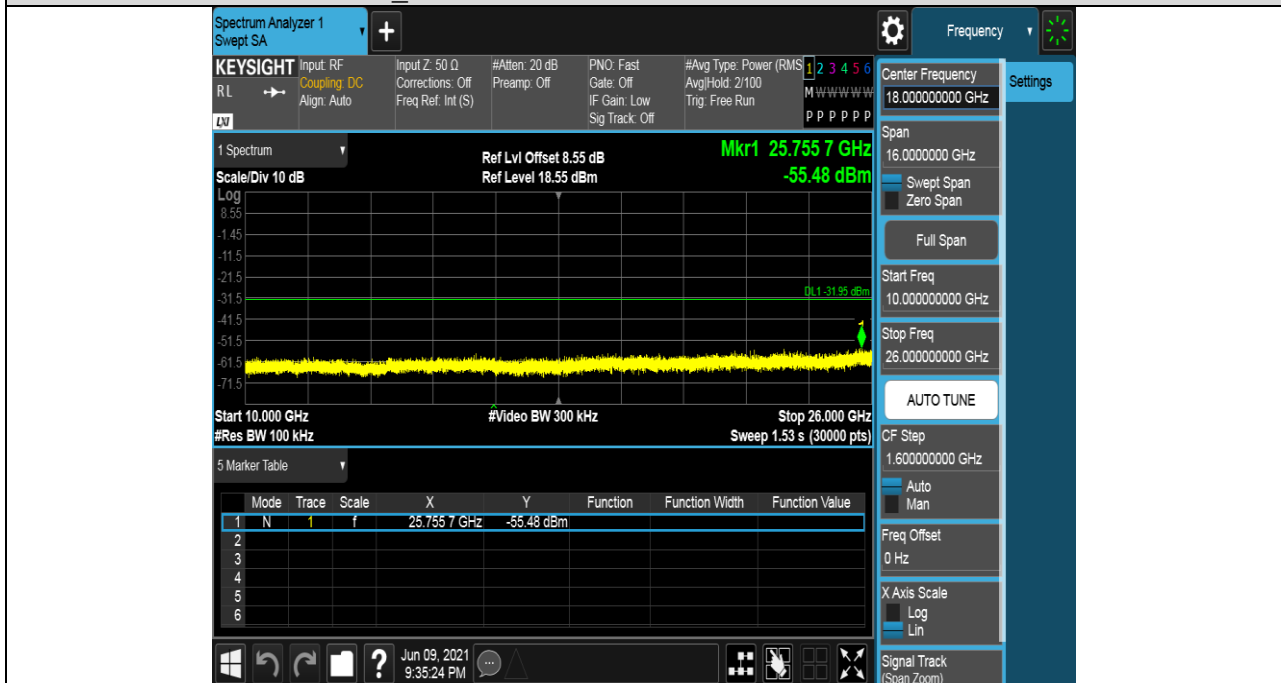 Spectrum Analyzer 1
Swept SA
+
Frequency
KEYSIGHT
RL
LXI
Input: RF
Coupling: DC
Align: Auto
Input Z: 50 Ω
Corrections: Off
Freq Ref: Int (S)
#Atten: 20 dB
Preamp: Off
PNO: Fast
Gate: Off
IF Gain: Low
Sig Track: Off
#Avg Type: Power (RMS
Avg|Hold: 2/100
Trig: Free Run
1 2 3 4 5 6
M W W W W W
P P P P P P
1 Spectrum
Scale/Div 10 dB
Ref Lvl Offset 8.55 dB
Ref Level 18.55 dBm
Mkr1 25.755 7 GHz
-55.48 dBm
Log
8.55
-1.45
-11.5
-21.5
-31.5
-41.5
-51.5
-61.5
-71.5
DL1 -31.95 dBm
1
Start 10.000 GHz
#Video BW 300 kHz
Stop 26.000 GHz
#Res BW 100 kHz
Sweep 1.53 s (30000 pts)
5 Marker Table
Mode Trace Scale X Y Function Function Width Function Value
1 N 1 f 25.755 7 GHz -55.48 dBm
2
3
4
5
6
?
Jun 09, 2021
9:35:24 PM
Center Frequency
18.000000000 GHz
Span
16.0000000 GHz
Swept Span
Zero Span
Full Span
Start Freq
10.000000000 GHz
Stop Freq
26.000000000 GHz
AUTO TUNE
CF Step
1.600000000 GHz
Auto
Man
Freq Offset
0 Hz
X Axis Scale
Log
Lin
Signal Track
(Span Zoom)
Settings